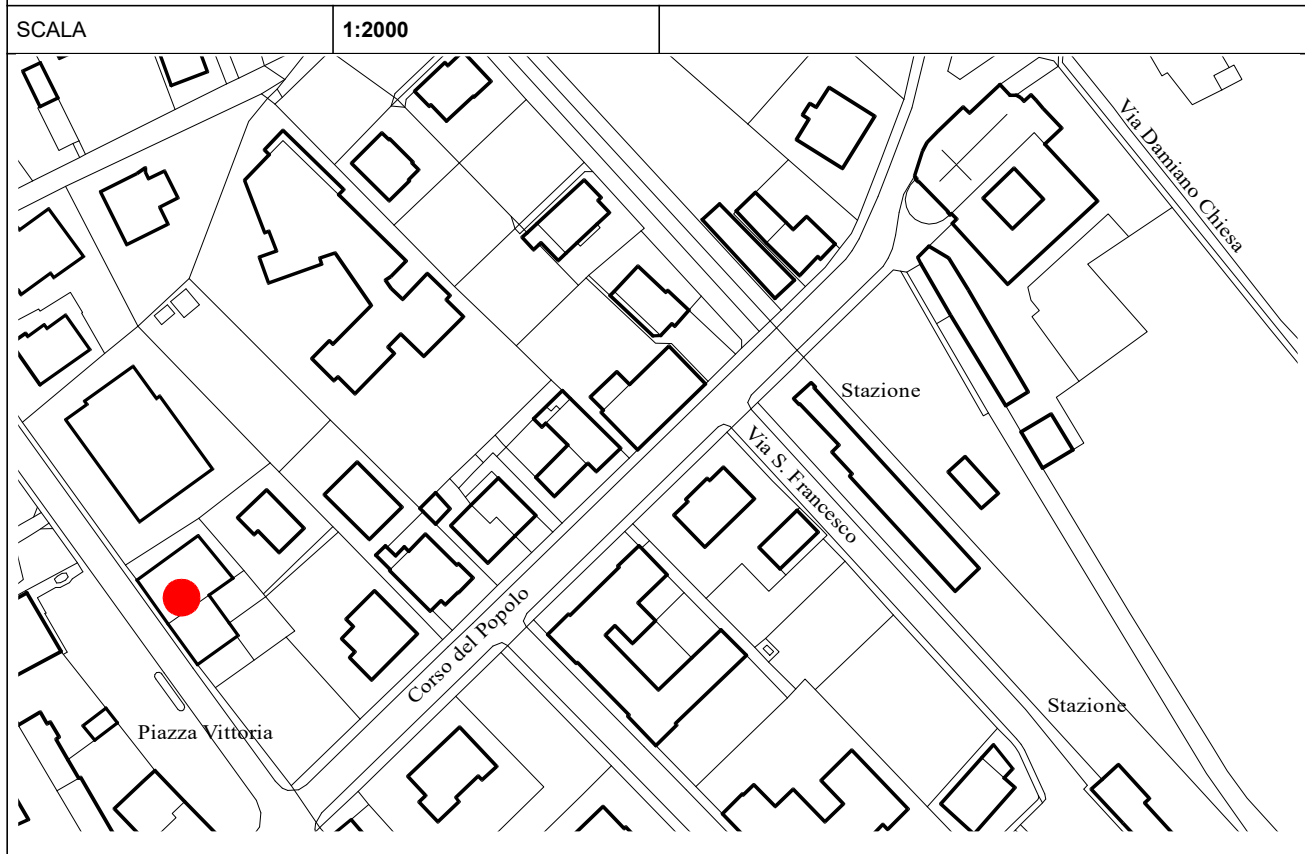 SCALA 1:2000
Via Damiano Chiesa
Stazione
Via S. Francesco
Corso del Popolo
Stazione
Piazza Vittoria